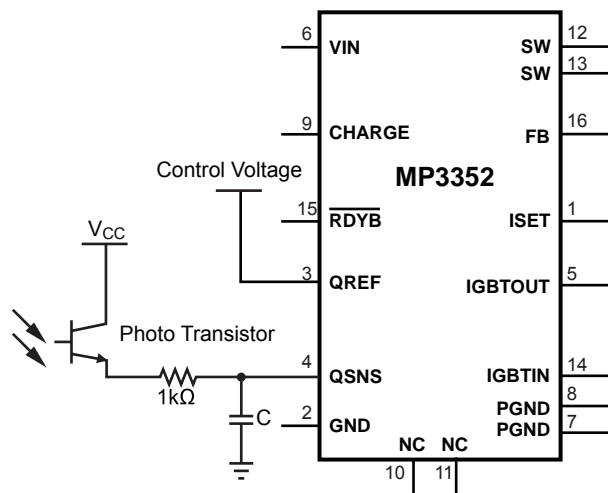 6 VIN
SW 12
SW 13
9 CHARGE
FB 16
MP3352
Control Voltage
15 RDYB
ISET 1
VCC
3 QREF
IGBTOUT 5
Photo Transistor
4 QSNS
IGBTIN 14
1kΩ
PGND 8
C
2 GND
PGND 7
NC NC
10 11